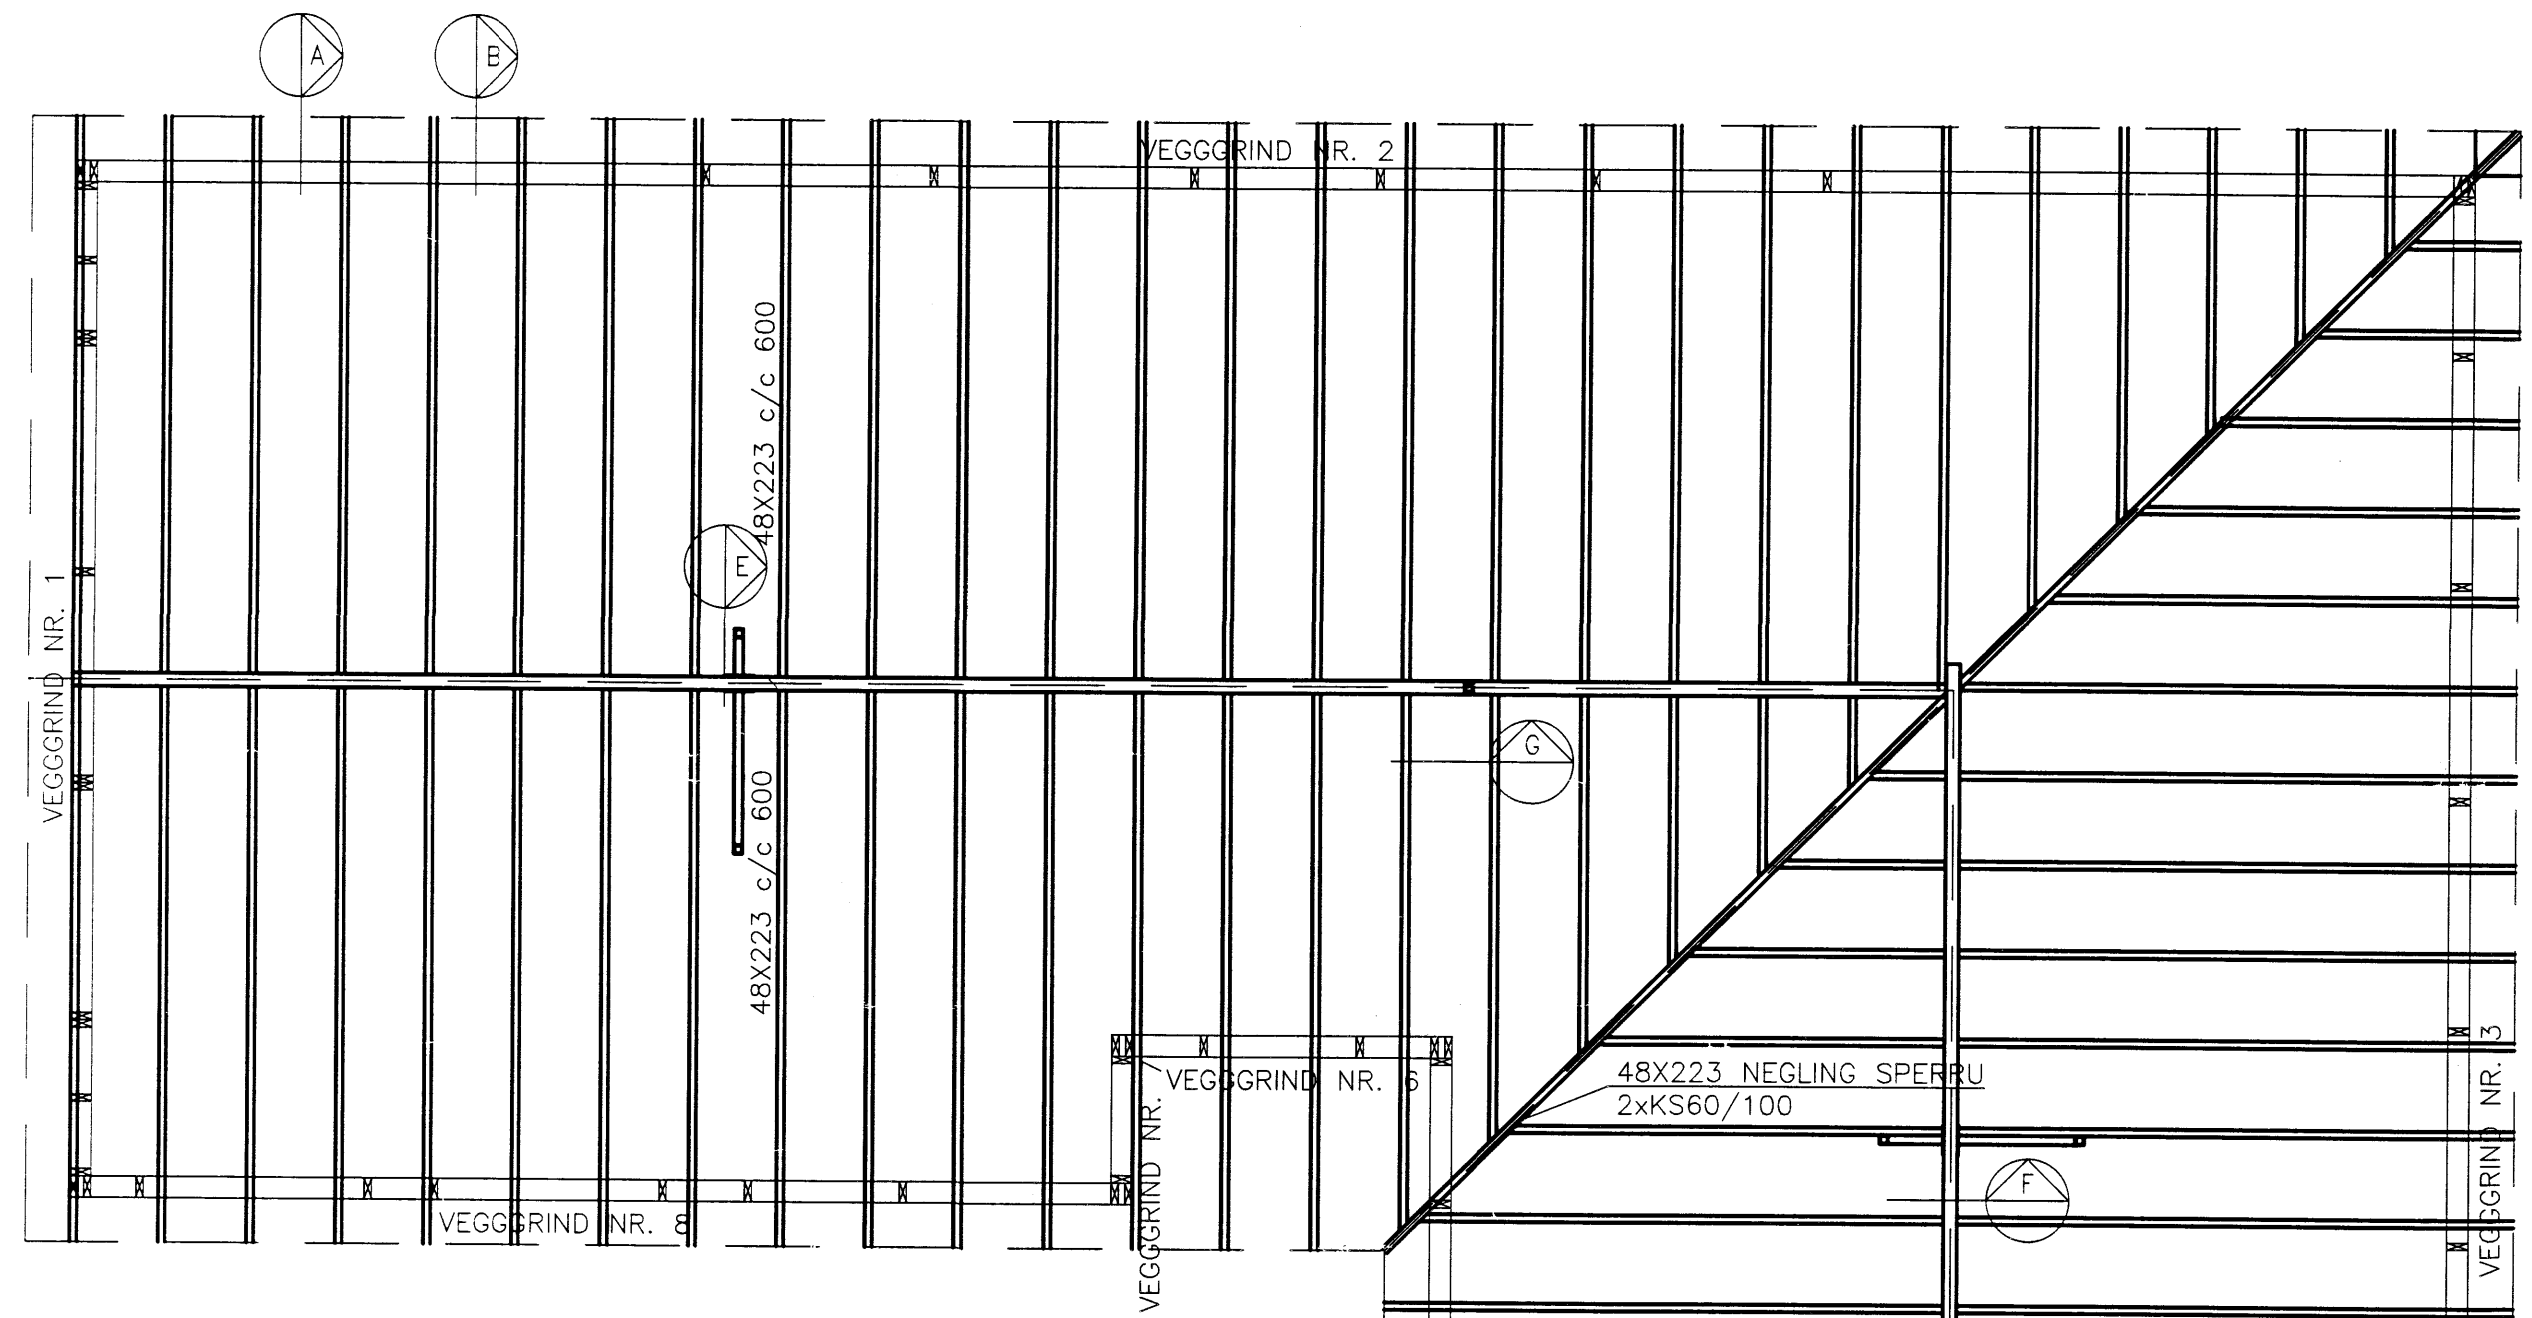 A
B
VEGGGRIND NR. 2
48X223 c/c 600
E
VEGGGRIND NR. 1
G
48X223 c/c 600
VEGGGRIND NR. 6
48X223 NEGLING SPERRU
2xKS60/100
VEGGGRIND NR. 3
VEGGGRIND NR. 7
F
VEGGGRIND NR. 8